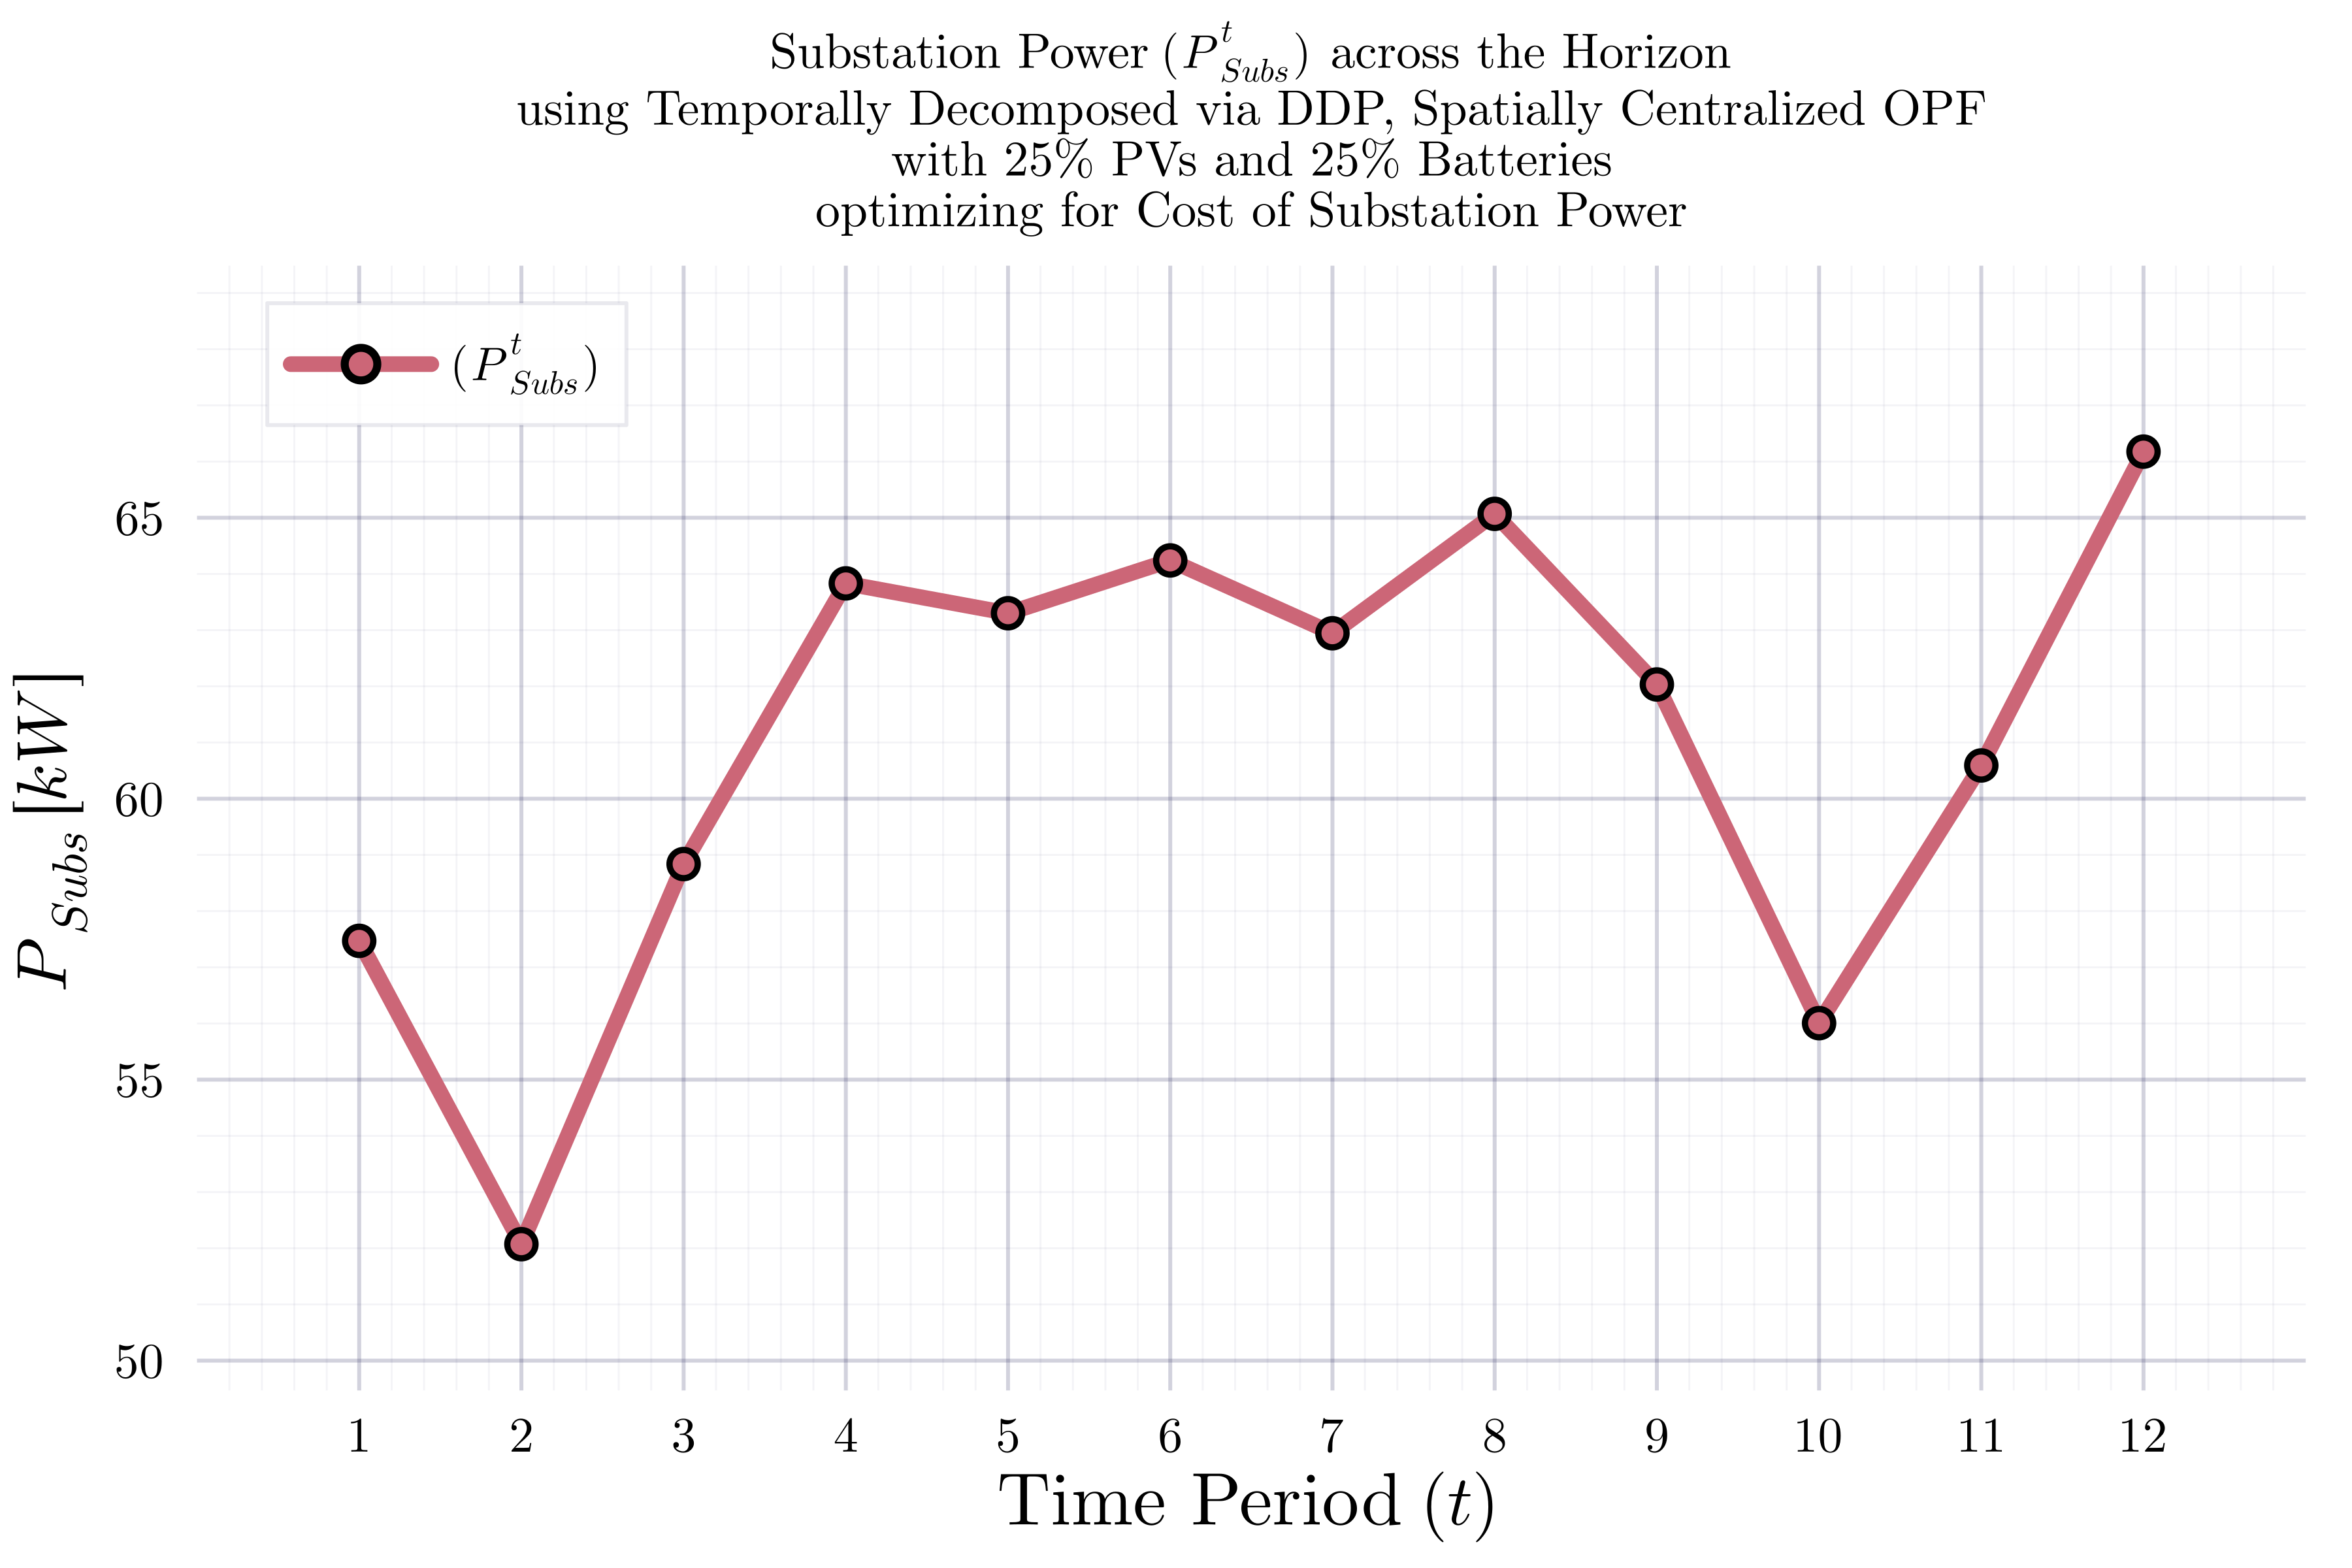 Substation Power (P^t_Subs) across the Horizon
using Temporally Decomposed via DDP, Spatially Centralized OPF
with 25% PVs and 25% Batteries
optimizing for Cost of Substation Power
(P^t_Subs)
65
60
55
50
P_Subs [kW]
1 2 3 4 5 6 7 8 9 10 11 12
Time Period (t)